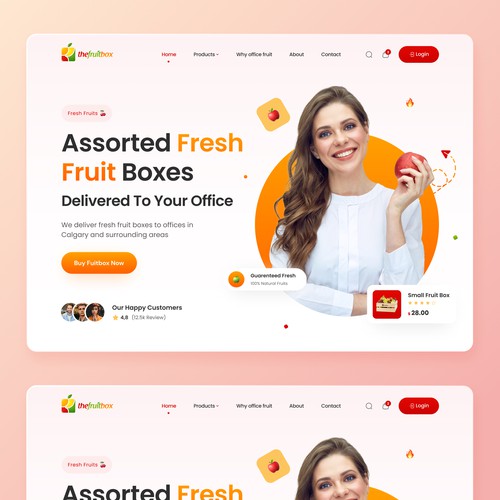 thefruitbox Home Products Why office fruit About Contact Login
Fresh Fruits
Assorted Fresh
Fruit Boxes
Delivered To Your Office
We deliver fresh fruit boxes to offices in
Calgary and surrounding areas
Buy Fuitbox Now
Guarenteed Fresh
100% Natural Fruits
Small Fruit Box
$ 28.00
Our Happy Customers
4,8 (12.5k Review)
thefruitbox Home Products Why office fruit About Contact Login
Fresh Fruits
Assorted Fresh